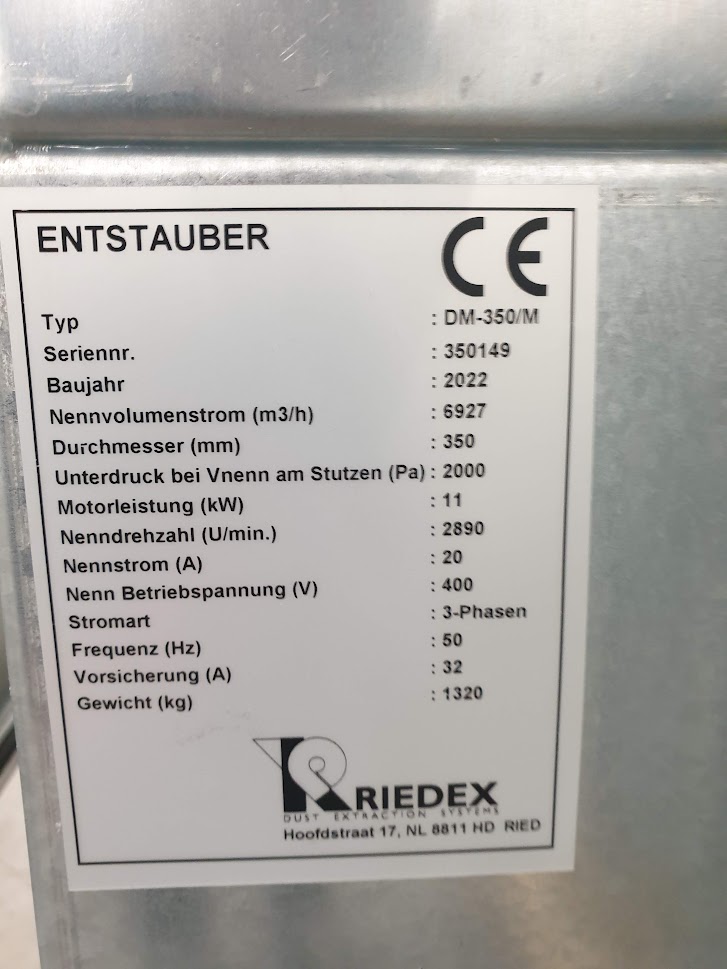 ENTSTAUBER
CE
Typ : DM-350/M
Seriennr. : 350149
Baujahr : 2022
Nennvolumenstrom (m3/h) : 6927
Durchmesser (mm) : 350
Unterdruck bei Vnenn am Stutzen (Pa) : 2000
Motorleistung (kW) : 11
Nenndrehzahl (U/min.) : 2890
Nennstrom (A) : 20
Nenn Betriebspannung (V) : 400
Stromart : 3-Phasen
Frequenz (Hz) : 50
Vorsicherung (A) : 32
Gewicht (kg) : 1320
RIEDEX
DUST EXTRACTION SYSTEMS
Hoofdstraat 17, NL 8811 HD RIED